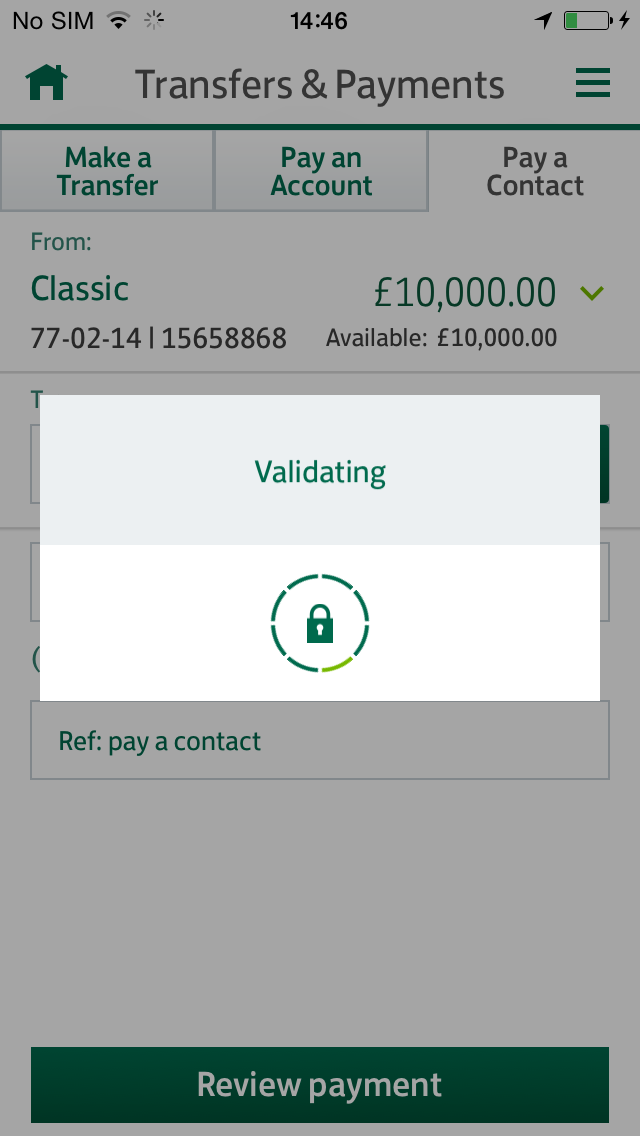 No SIM 14:46
Transfers & Payments
Make a
Transfer
Pay an
Account
Pay a
Contact
From:
Classic £10,000.00
77-02-14 | 15658868 Available: £10,000.00
Validating
Ref: pay a contact
Review payment